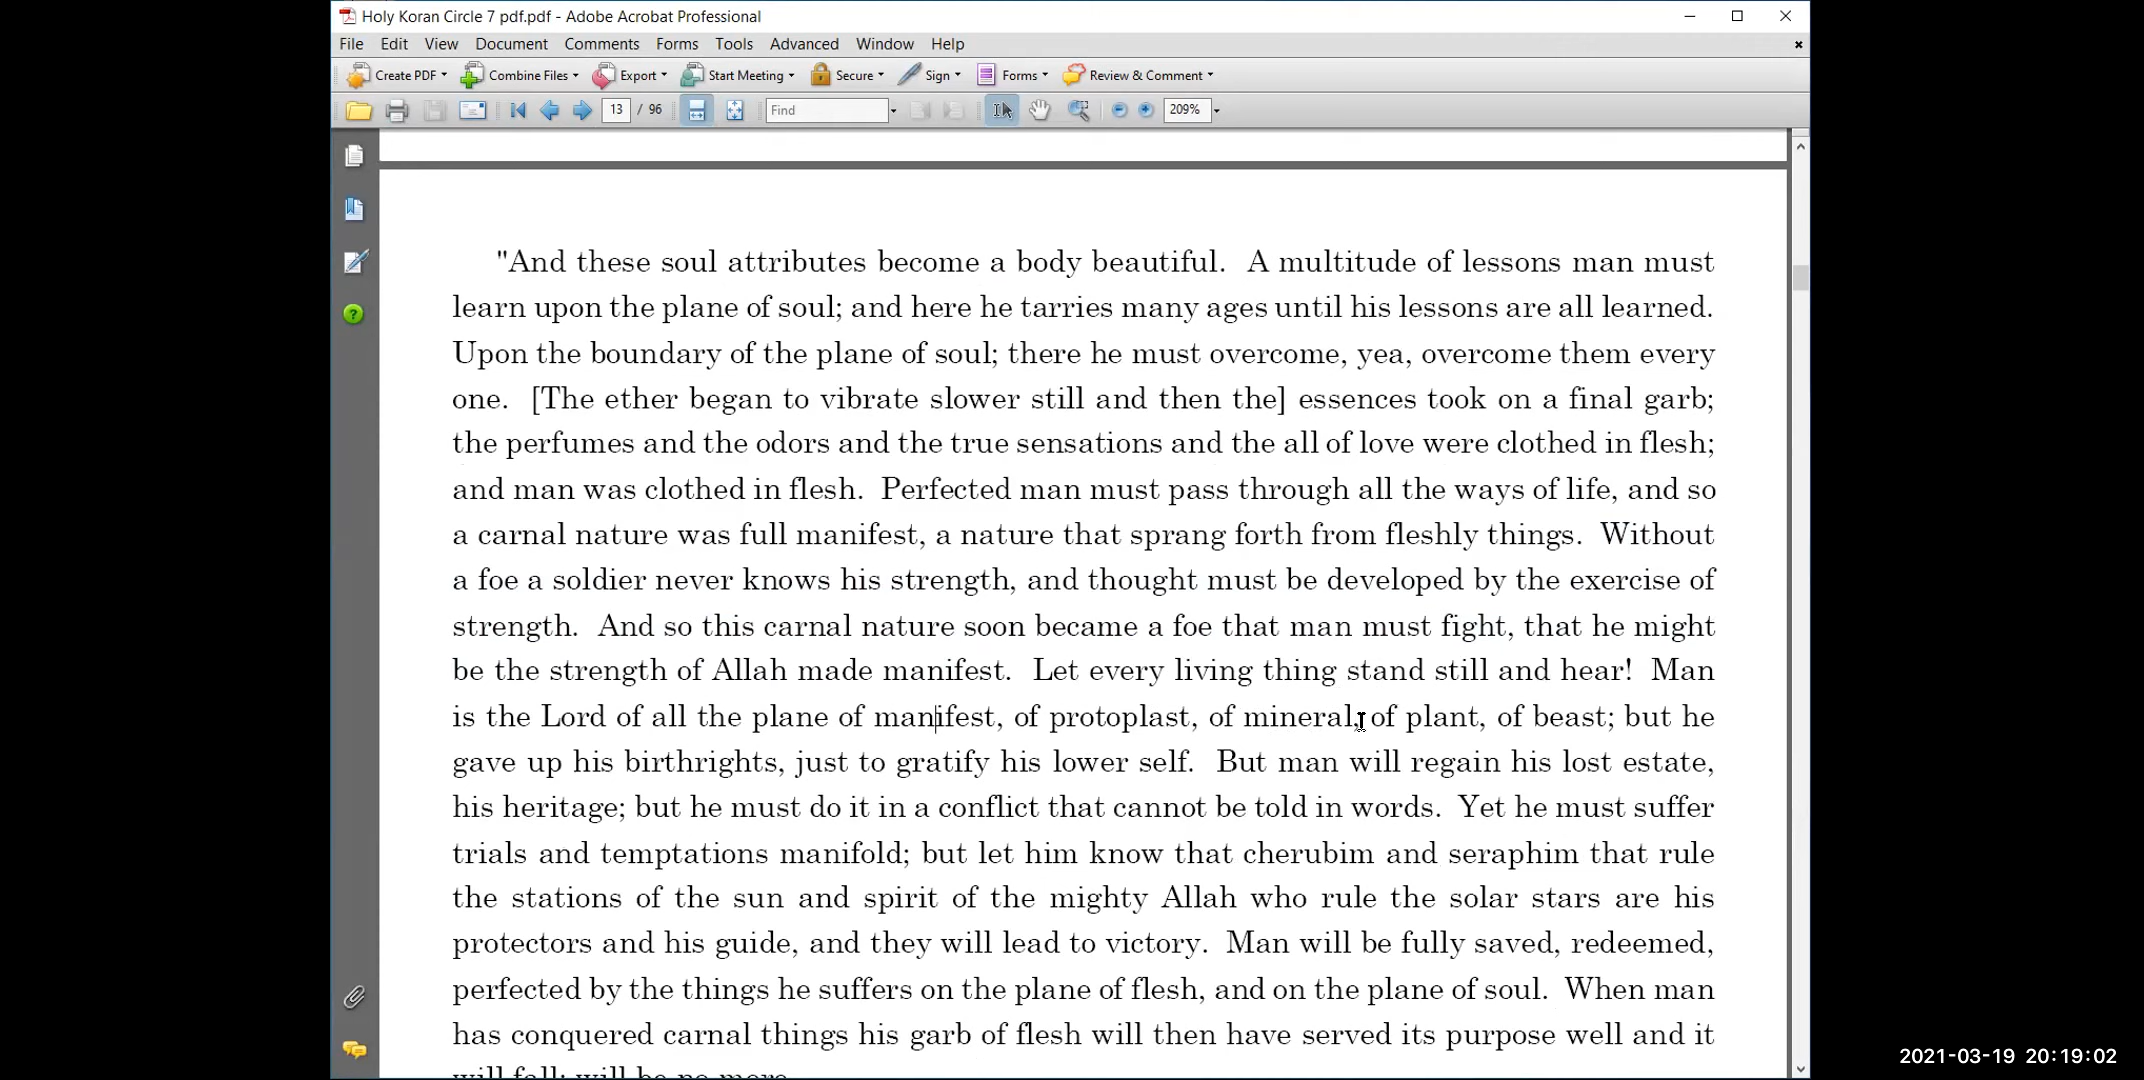 Holy Koran Circle 7 pdf.pdf - Adobe Acrobat Professional
File Edit View Document Comments Forms Tools Advanced Window Help
Create PDF Combine Files Export Start Meeting Secure Sign Forms Review & Comment
13 / 96 Find 209%
"And these soul attributes become a body beautiful. A multitude of lessons man must
learn upon the plane of soul; and here he tarries many ages until his lessons are all learned.
Upon the boundary of the plane of soul; there he must overcome, yea, overcome them every
one. [The ether began to vibrate slower still and then the] essences took on a final garb;
the perfumes and the odors and the true sensations and the all of love were clothed in flesh;
and man was clothed in flesh. Perfected man must pass through all the ways of life, and so
a carnal nature was full manifest, a nature that sprang forth from fleshly things. Without
a foe a soldier never knows his strength, and thought must be developed by the exercise of
strength. And so this carnal nature soon became a foe that man must fight, that he might
be the strength of Allah made manifest. Let every living thing stand still and hear! Man
is the Lord of all the plane of manifest, of protoplast, of mineral, of plant, of beast; but he
gave up his birthrights, just to gratify his lower self. But man will regain his lost estate,
his heritage; but he must do it in a conflict that cannot be told in words. Yet he must suffer
trials and temptations manifold; but let him know that cherubim and seraphim that rule
the stations of the sun and spirit of the mighty Allah who rule the solar stars are his
protectors and his guide, and they will lead to victory. Man will be fully saved, redeemed,
perfected by the things he suffers on the plane of flesh, and on the plane of soul. When man
has conquered carnal things his garb of flesh will then have served its purpose well and it
will fall; will be no more
2021-03-19 20:19:02